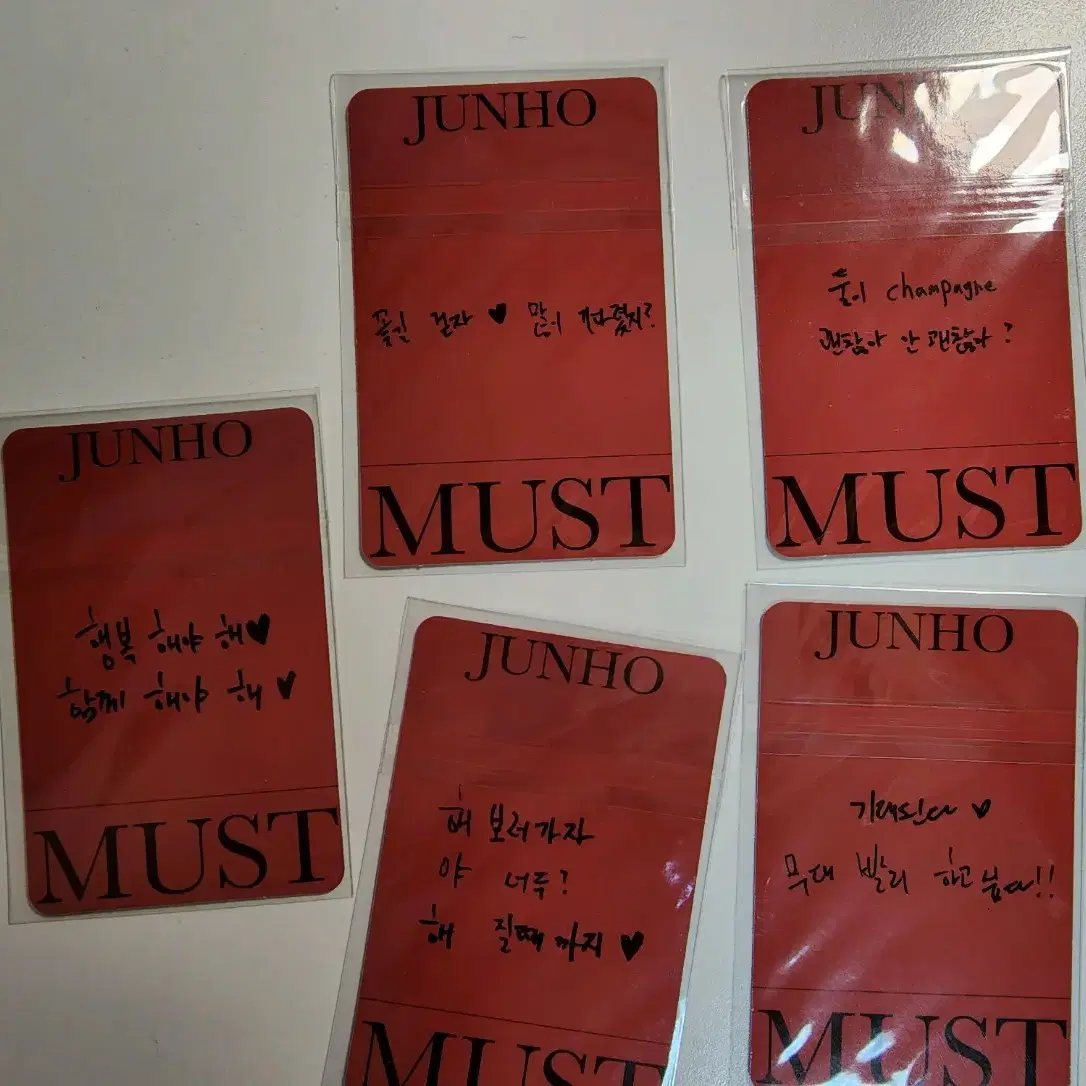 JUNHO
꽃길 걷자 ♥ 많이 기다렸지?
MUST
JUNHO
둘이 champagne
괜찮아 안 괜찮아?
MUST
JUNHO
행복 해야 해♥
함께 해야 해 ♥
MUST
JUNHO
해 보러가자
야 너두?
해 질때 까지 ♥
MUST
JUNHO
기대된다 ♥
무대 빨리 하고싶다!!
MUST